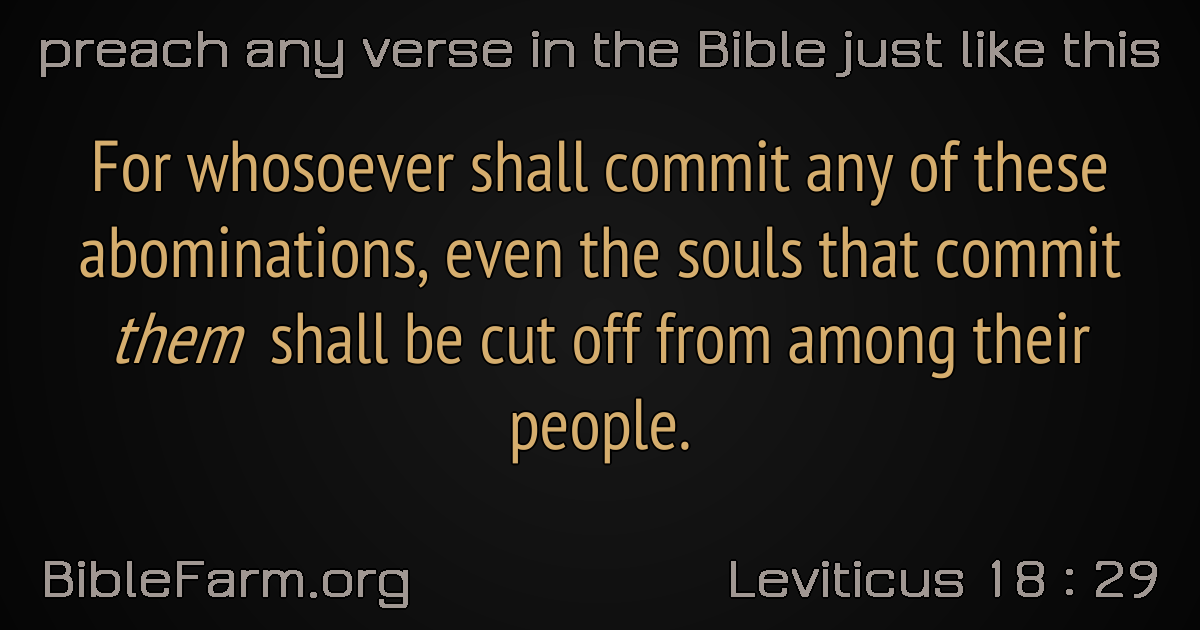 preach any verse in the Bible just like this
For whosoever shall commit any of these
abominations, even the souls that commit
them shall be cut off from among their
people.
BibleFarm.org
Leviticus 18 : 29